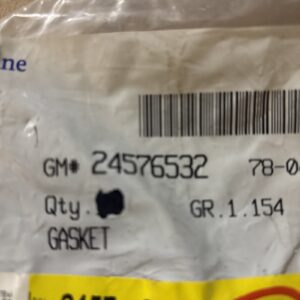 ne
GM# 24576532 78-0
Qty.
GR.1.154
GASKET